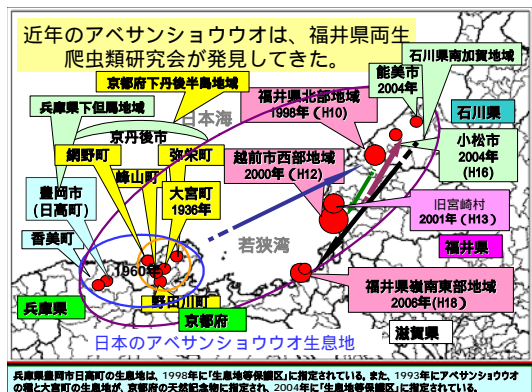 近年のアベサンショウウオは、福井県両生
爬虫類研究会が発見してきた。
石川県南加賀地域
能美市
2004年
京都府下丹後半島地域
福井県北部地域
1998年（H10）
石川県
兵庫県下但馬地域
日本海
京丹後市
小松市
2004年
(H16)
網野町
弥栄町
越前市西部地域
2000年（H12）
峰山町
大宮町
1936年
豊岡市
(日高町)
旧宮崎村
2001年（H13）
香美町
若狭湾
福井県
1960年
福井県嶺南東部地域
2006年（H18）
野田川町
兵庫県
京都府
滋賀県
日本のアベサンショウウオ生息地
兵庫県豊岡市日高町の生息地は、1998年に「生息地等保護区」に指定されている。また、1993年にアベサンショウウオ
の種と大宮町の生息地が、京都府の天然記念物に指定され、2004年に「生息地等保護区」に指定されている。